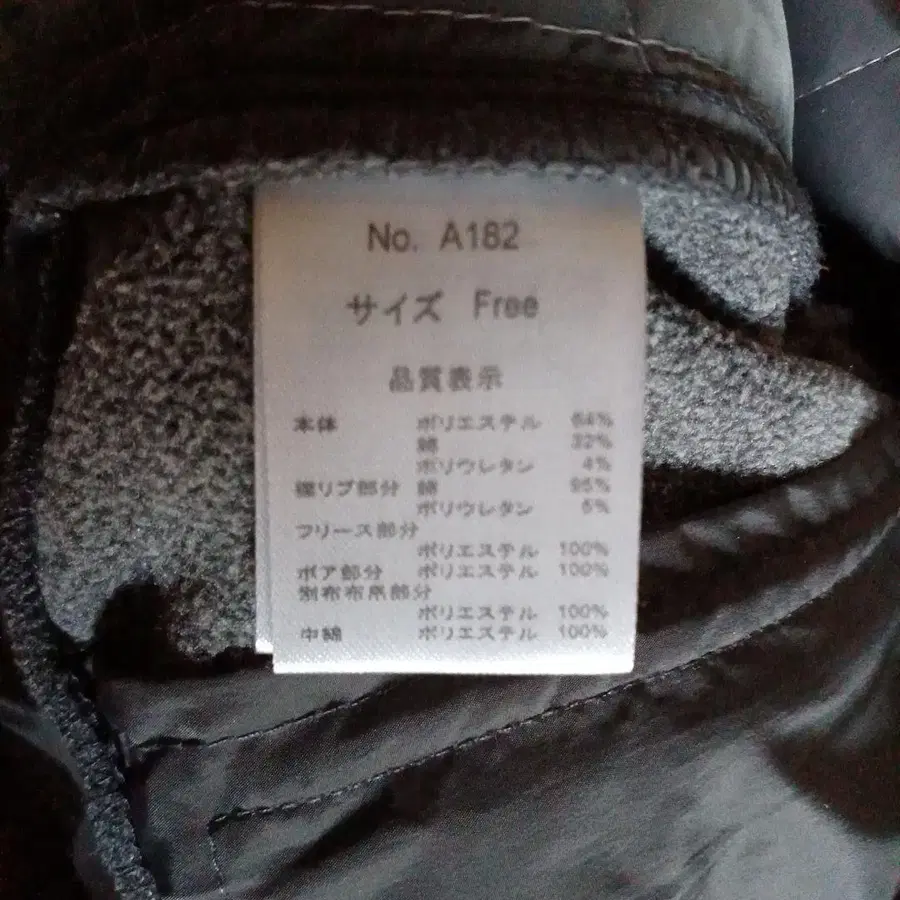 No. A182
サイズ Free
品質表示
本体 ポリエステル 64%
綿 32%
ポリウレタン 4%
裾リブ部分 綿 95%
ポリウレタン 5%
フリース部分
ポリエステル 100%
ボア部分 ポリエステル 100%
別布布帛部分
ポリエステル 100%
中綿 ポリエステル 100%